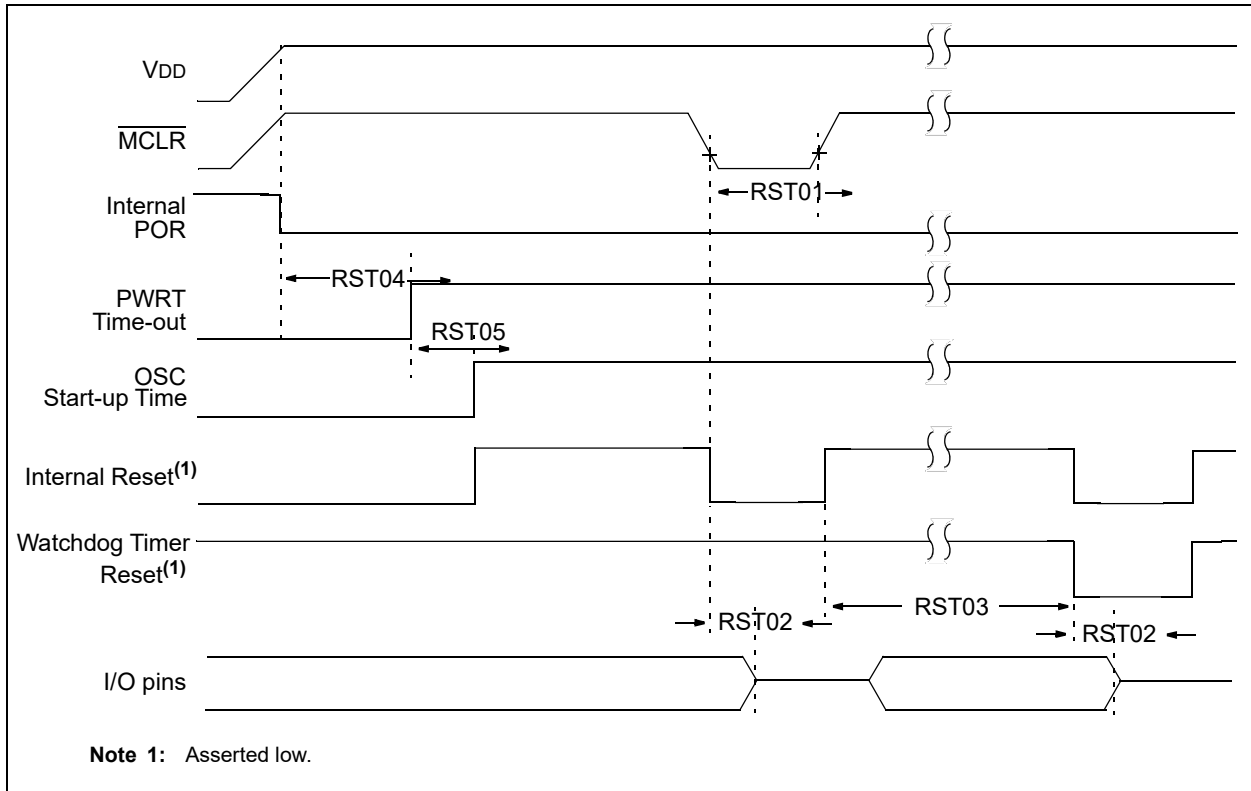 VDD
MCLR
RST01
Internal
POR
RST04
PWRT
Time-out
RST05
OSC
Start-up Time
Internal Reset(1)
Watchdog Timer
Reset(1)
RST03
RST02
RST02
I/O pins
Note 1: Asserted low.